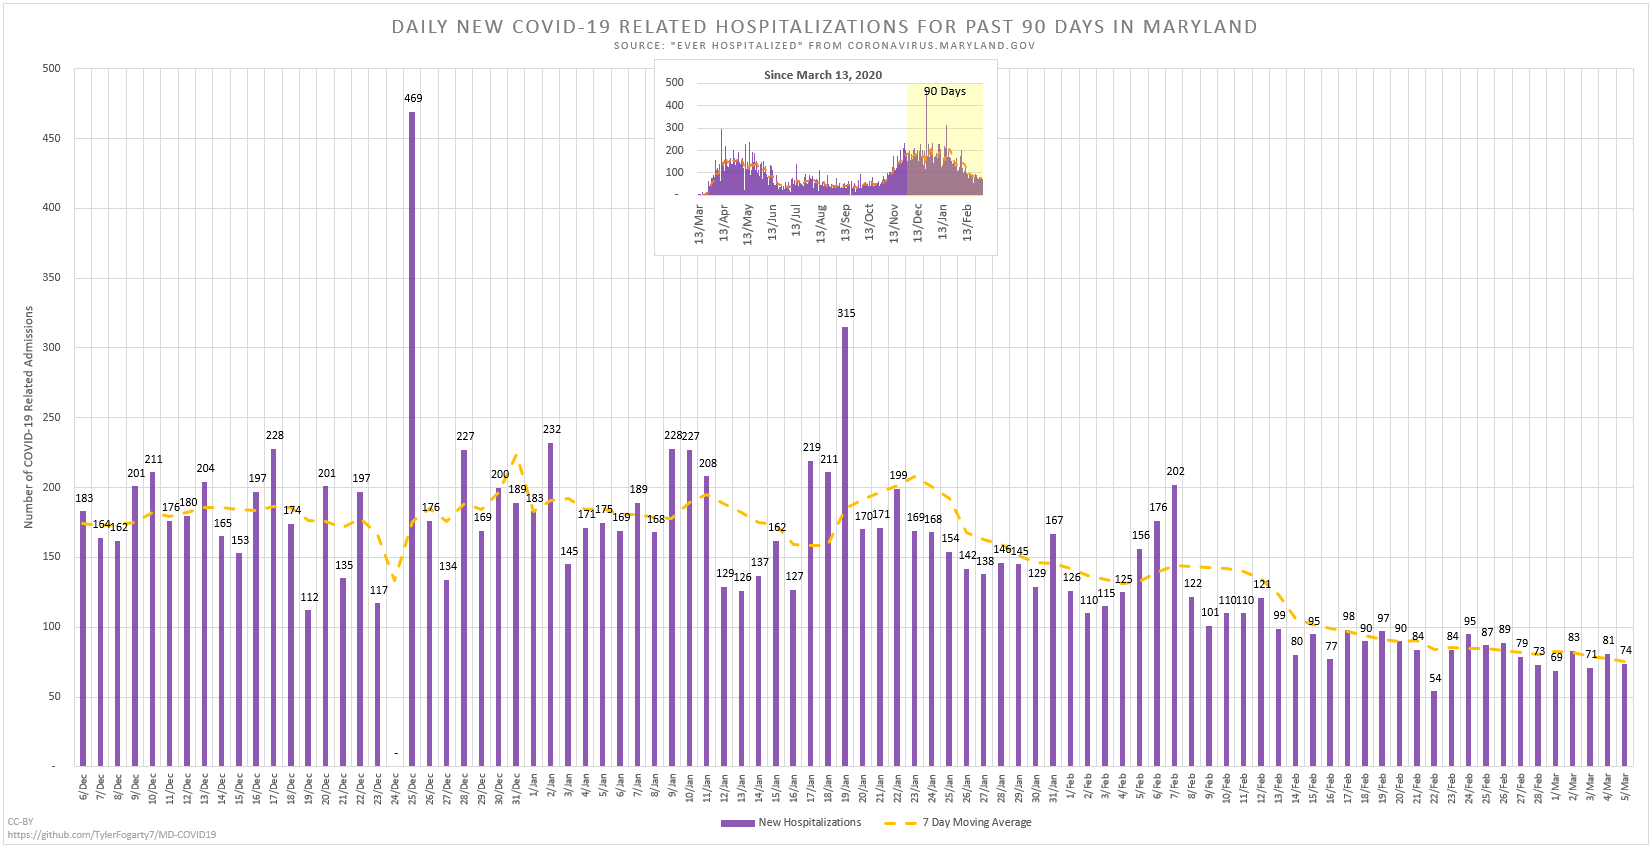 DAILY NEW COVID-19 RELATED HOSPITALIZATIONS FOR PAST 90 DAYS IN MARYLAND
SOURCE: "EVER HOSPITALIZED" FROM CORONAVIRUS.MARYLAND.GOV
Number of COVID-19 Related Admissions
500
450
400
350
300
250
200
150
100
50
-
Since March 13, 2020
90 Days
500
400
300
200
100
-
13/Mar 13/Apr 13/May 13/Jun 13/Jul 13/Aug 13/Sep 13/Oct 13/Nov 13/Dec 13/Jan 13/Feb
183 164 162 201 211 176 180 204 165 153 197 228 174 112 201 135 197 117 - 469 176 134 227 169 200 189 183 232 145 171 175 169 189 168 228 227 208 129 126 137 162 127 219 211 315 170 171 199 169 168 154 142 138 146 145 129 167 126 110 115 125 156 176 202 122 101 110 110 121 99 80 95 77 98 90 97 90 84 54 84 95 87 89 79 73 69 83 71 81 74
6/Dec 7/Dec 8/Dec 9/Dec 10/Dec 11/Dec 12/Dec 13/Dec 14/Dec 15/Dec 16/Dec 17/Dec 18/Dec 19/Dec 20/Dec 21/Dec 22/Dec 23/Dec 24/Dec 25/Dec 26/Dec 27/Dec 28/Dec 29/Dec 30/Dec 31/Dec 1/Jan 2/Jan 3/Jan 4/Jan 5/Jan 6/Jan 7/Jan 8/Jan 9/Jan 10/Jan 11/Jan 12/Jan 13/Jan 14/Jan 15/Jan 16/Jan 17/Jan 18/Jan 19/Jan 20/Jan 21/Jan 22/Jan 23/Jan 24/Jan 25/Jan 26/Jan 27/Jan 28/Jan 29/Jan 30/Jan 31/Jan 1/Feb 2/Feb 3/Feb 4/Feb 5/Feb 6/Feb 7/Feb 8/Feb 9/Feb 10/Feb 11/Feb 12/Feb 13/Feb 14/Feb 15/Feb 16/Feb 17/Feb 18/Feb 19/Feb 20/Feb 21/Feb 22/Feb 23/Feb 24/Feb 25/Feb 26/Feb 27/Feb 28/Feb 1/Mar 2/Mar 3/Mar 4/Mar 5/Mar
New Hospitalizations 7 Day Moving Average
CC-BY
https://github.com/TylerFogarty7/MD-COVID19